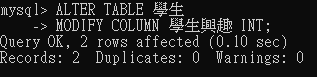 mysql> ALTER TABLE 學生
    -> MODIFY COLUMN 學生興趣 INT;
Query OK, 2 rows affected (0.10 sec)
Records: 2  Duplicates: 0  Warnings: 0